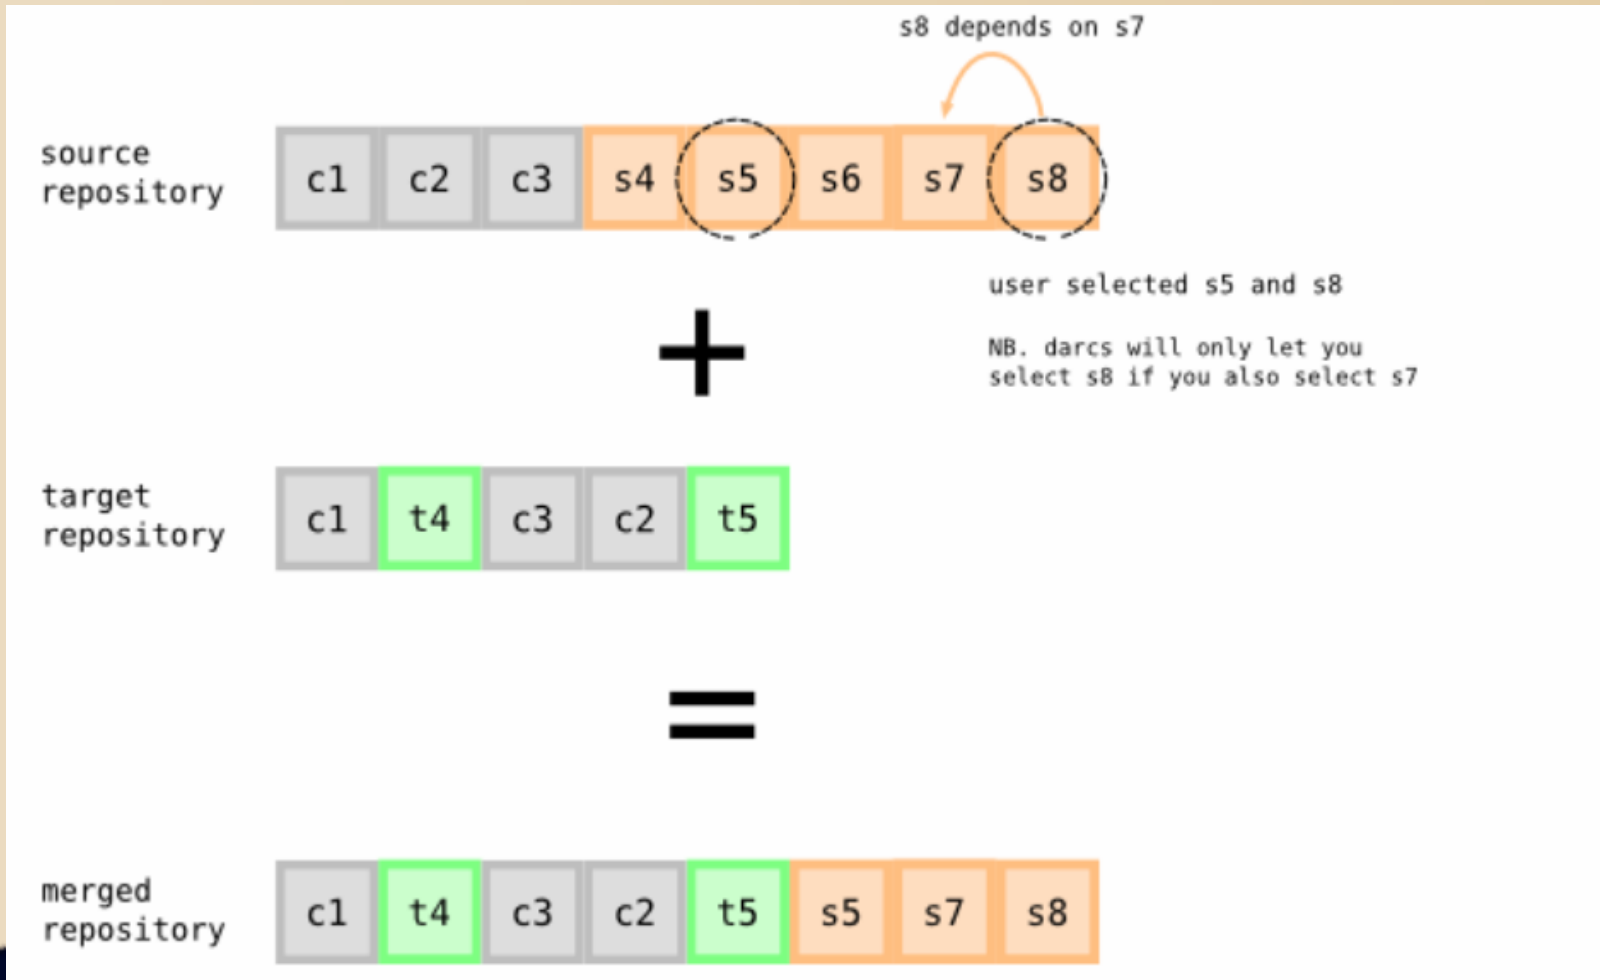 s8 depends on s7
source
repository
c1 c2 c3 s4 s5 s6 s7 s8
user selected s5 and s8
NB. darcs will only let you
select s8 if you also select s7
+
target
repository
c1 t4 c3 c2 t5
=
merged
repository
c1 t4 c3 c2 t5 s5 s7 s8